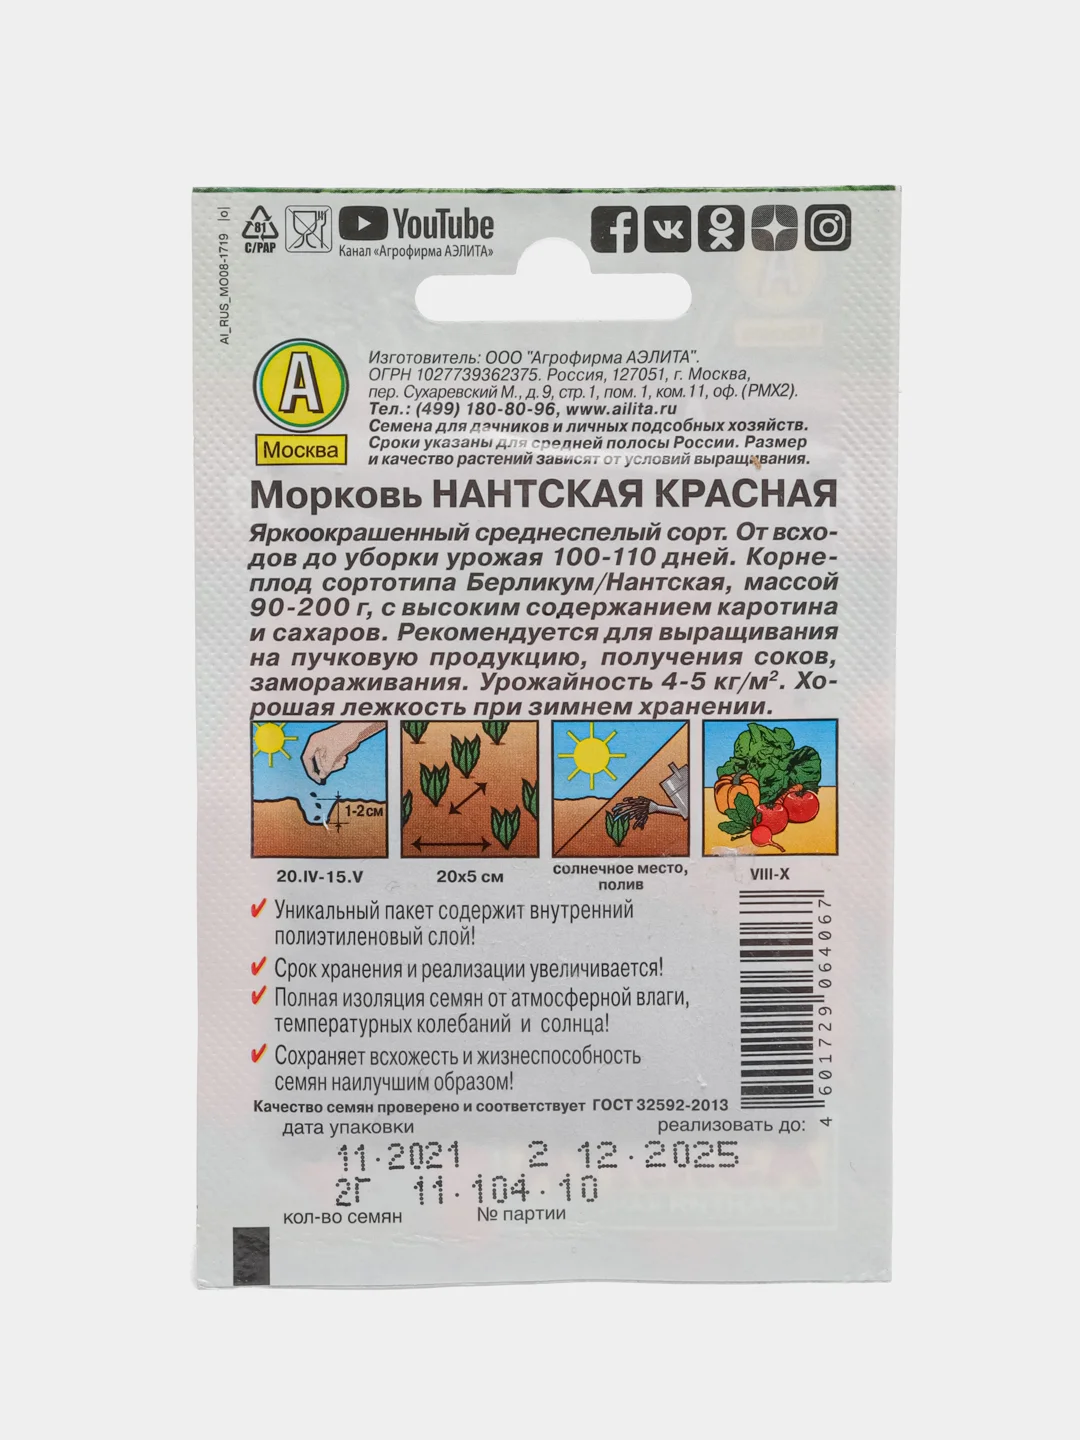 AI_RUS_MO08-1719 |o|
81
C/PAP
YouTube
Канал «Агрофирма АЭЛИТА»
А
Москва
Изготовитель: ООО "Агрофирма АЭЛИТА".
ОГРН 1027739362375. Россия, 127051, г. Москва,
пер. Сухаревский М., д. 9, стр. 1, пом. 1, ком. 11, оф. (РМХ2).
Тел.: (499) 180-80-96, www.ailita.ru
Семена для дачников и личных подсобных хозяйств.
Сроки указаны для средней полосы России. Размер
и качество растений зависят от условий выращивания.
Морковь НАНТСКАЯ КРАСНАЯ
Яркоокрашенный среднеспелый сорт. От всхо-
дов до уборки урожая 100-110 дней. Корне-
плод сортотипа Берликум/Нантская, массой
90-200 г, с высоким содержанием каротина
и сахаров. Рекомендуется для выращивания
на пучковую продукцию, получения соков,
замораживания. Урожайность 4-5 кг/м². Хо-
рошая лежкость при зимнем хранении.
1-2 см
20.IV-15.V
20х5 см
солнечное место,
полив
VIII-X
Уникальный пакет содержит внутренний
полиэтиленовый слой!
Срок хранения и реализации увеличивается!
Полная изоляция семян от атмосферной влаги,
температурных колебаний и солнца!
Сохраняет всхожесть и жизнеспособность
семян наилучшим образом!
4 601729 064067
Качество семян проверено и соответствует ГОСТ 32592-2013
дата упаковки реализовать до:
11.2021 2 12.2025
2Г 11.104.10
кол-во семян № партии